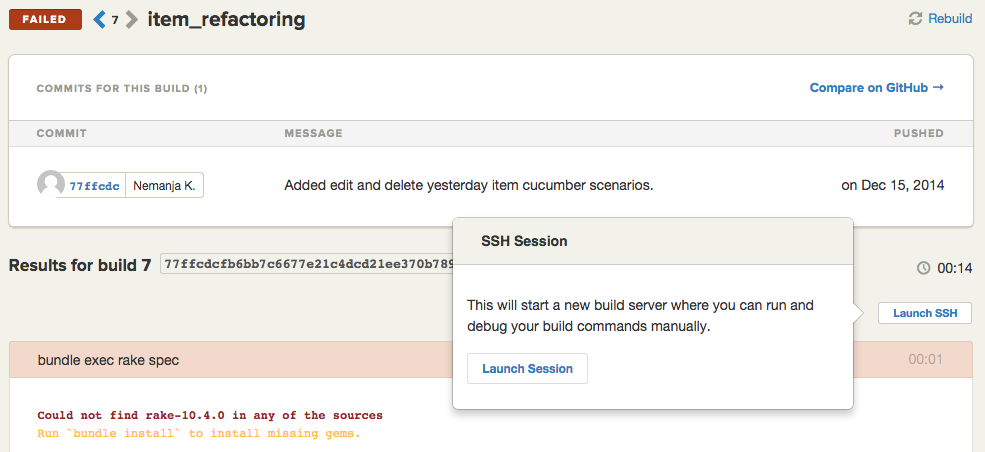 FAILED 7 item_refactoring Rebuild
COMMITS FOR THIS BUILD (1) Compare on GitHub →
COMMIT MESSAGE PUSHED
77ffcdc Nemanja K. Added edit and delete yesterday item cucumber scenarios. on Dec 15, 2014
SSH Session
Results for build 7 77ffcdcfb6bb7c6677e21c4dcd21ee370b789 00:14
This will start a new build server where you can run and
debug your build commands manually.
Launch Session
Launch SSH
bundle exec rake spec 00:01
Could not find rake-10.4.0 in any of the sources
Run `bundle install` to install missing gems.